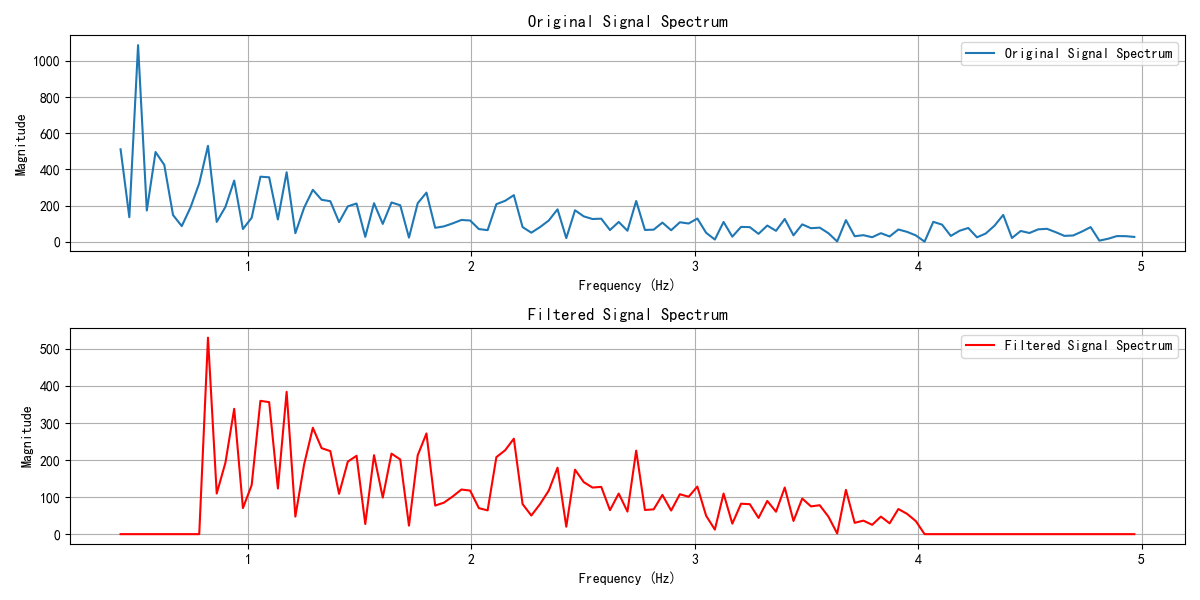 Original Signal Spectrum
Original Signal Spectrum
1000
800
600
400
200
0
Magnitude
1 2 3 4 5
Frequency (Hz)
Filtered Signal Spectrum
Filtered Signal Spectrum
500
400
300
200
100
0
Magnitude
1 2 3 4 5
Frequency (Hz)